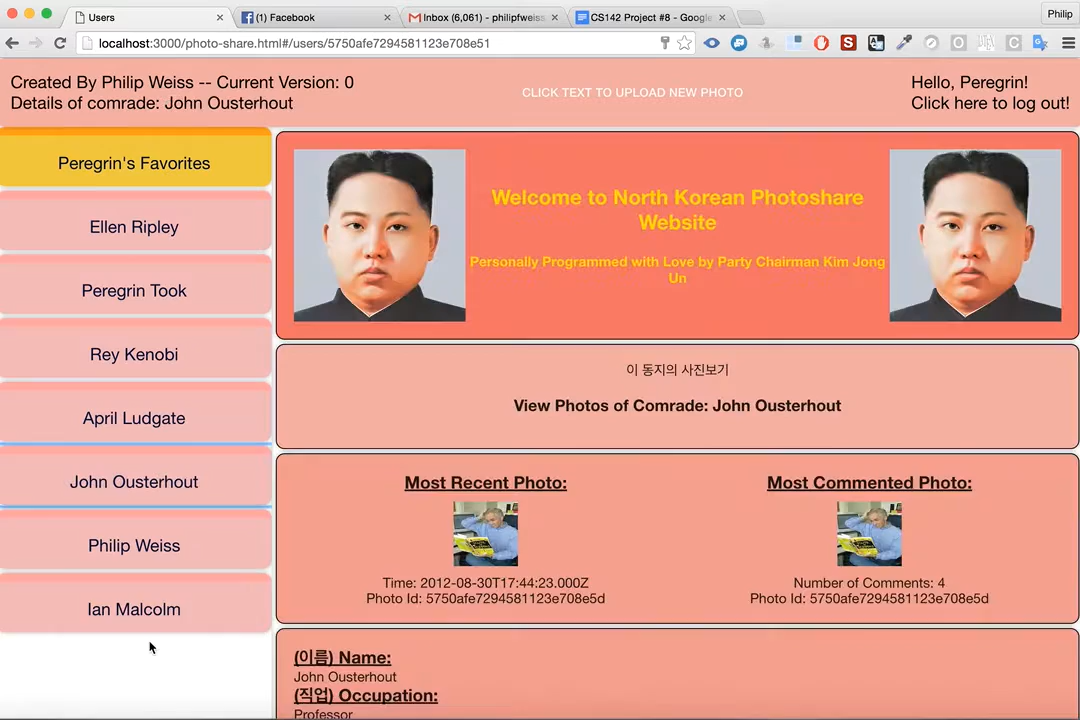 Users
(1) Facebook
Inbox (6,061) - philipfweiss
CS142 Project #8 - Google
Philip
localhost:3000/photo-share.html#/users/5750afe7294581123e708e51
Created By Philip Weiss -- Current Version: 0
Details of comrade: John Ousterhout
CLICK TEXT TO UPLOAD NEW PHOTO
Hello, Peregrin!
Click here to log out!
Peregrin's Favorites
Ellen Ripley
Peregrin Took
Rey Kenobi
April Ludgate
John Ousterhout
Philip Weiss
Ian Malcolm
Welcome to North Korean Photoshare
Website
Personally Programmed with Love by Party Chairman Kim Jong
Un
이 동지의 사진보기
View Photos of Comrade: John Ousterhout
Most Recent Photo:
Time: 2012-08-30T17:44:23.000Z
Photo Id: 5750afe7294581123e708e5d
Most Commented Photo:
Number of Comments: 4
Photo Id: 5750afe7294581123e708e5d
(이름) Name:
John Ousterhout
(직업) Occupation:
Professor